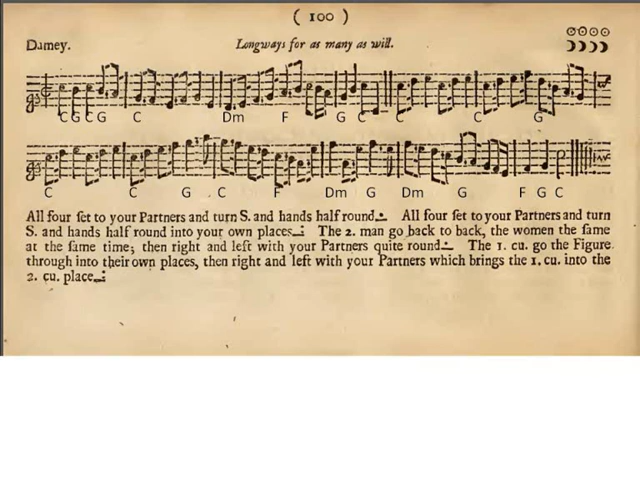 ( 100 )
Damey. Longways for as many as will.
C G C G C Dm F G C C C G
C C G C F Dm G Dm G F G C
All four ſet to your Partners and turn S. and hands half round. All four ſet to your Partners and turn
S. and hands half round into your own places. The 2. man go back to back, the women the ſame
at the ſame time; then right and left with your Partners quite round. The 1. cu. go the Figure
through into their own places, then right and left with your Partners which brings the 1. cu. into the
2. cu. place.